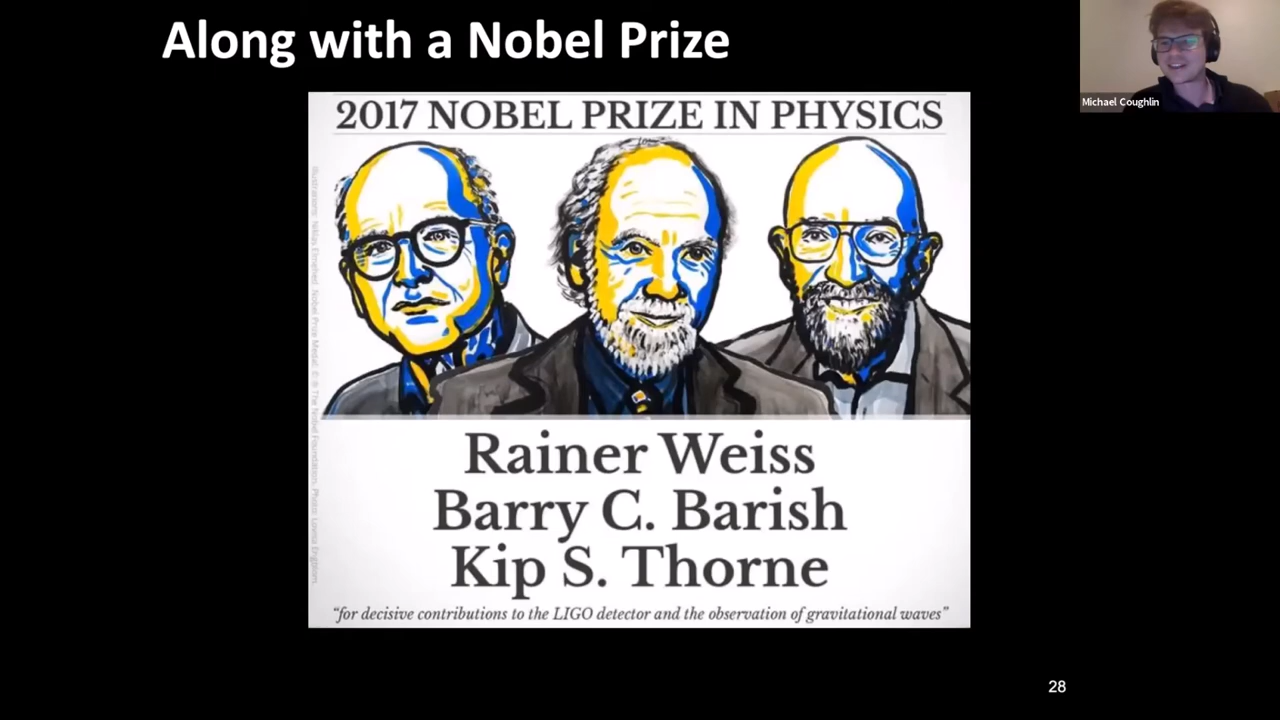 Along with a Nobel Prize
Michael Coughlin
2017 NOBEL PRIZE IN PHYSICS
Rainer Weiss
Barry C. Barish
Kip S. Thorne
“for decisive contributions to the LIGO detector and the observation of gravitational waves”
28